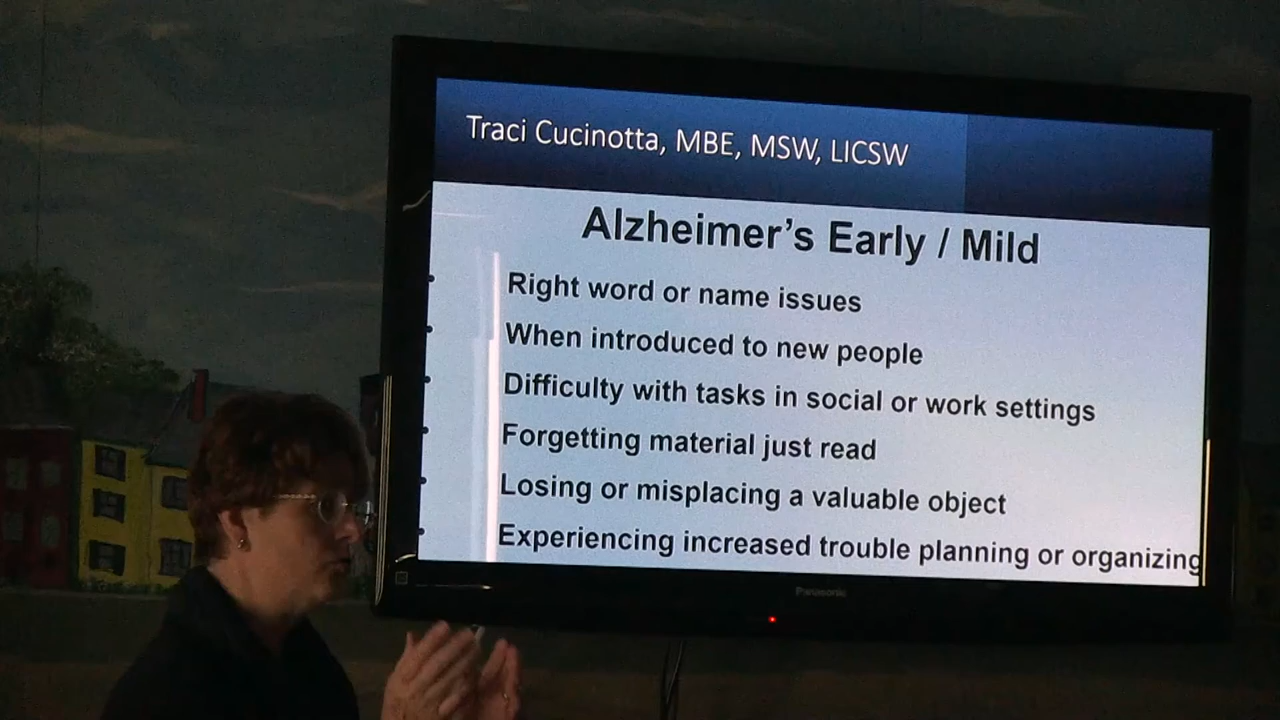 Traci Cucinotta, MBE, MSW, LICSW
Alzheimer's Early / Mild
Right word or name issues
When introduced to new people
Difficulty with tasks in social or work settings
Forgetting material just read
Losing or misplacing a valuable object
Experiencing increased trouble planning or organizing
Panasonic